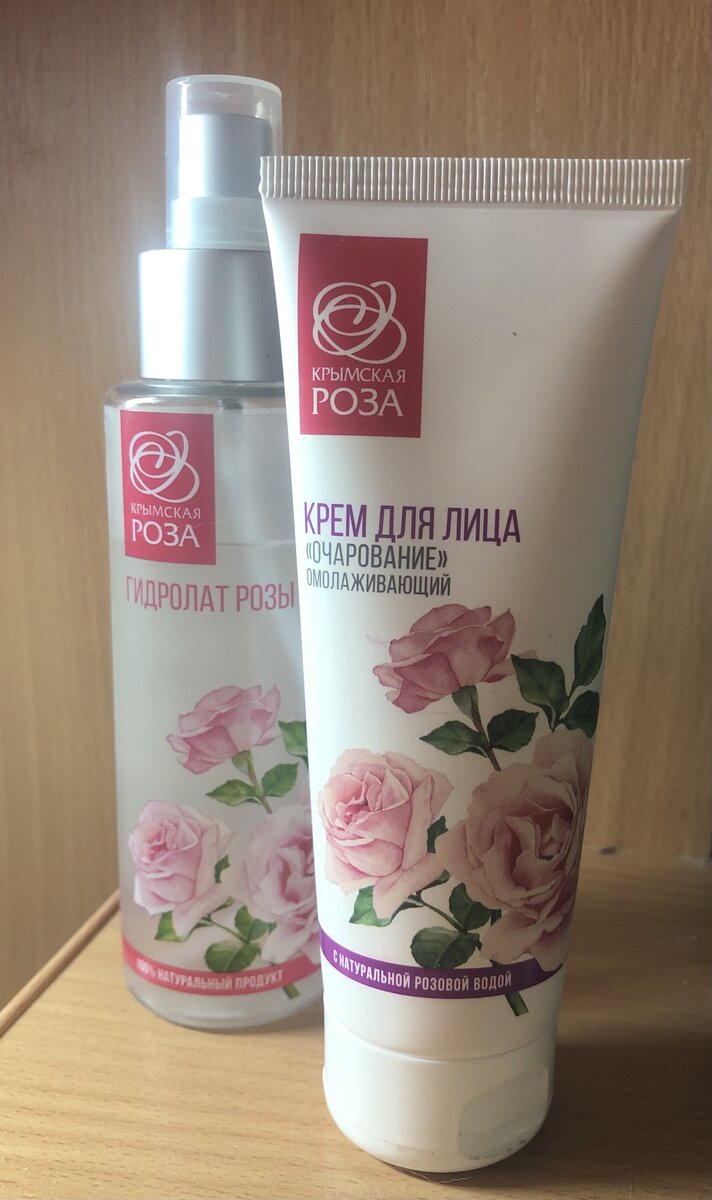 КРЫМСКАЯ
РОЗА
ГИДРОЛАТ РОЗЫ
100% НАТУРАЛЬНЫЙ ПРОДУКТ
КРЫМСКАЯ
РОЗА
КРЕМ ДЛЯ ЛИЦА
«ОЧАРОВАНИЕ»
ОМОЛАЖИВАЮЩИЙ
С НАТУРАЛЬНОЙ РОЗОВОЙ ВОДОЙ